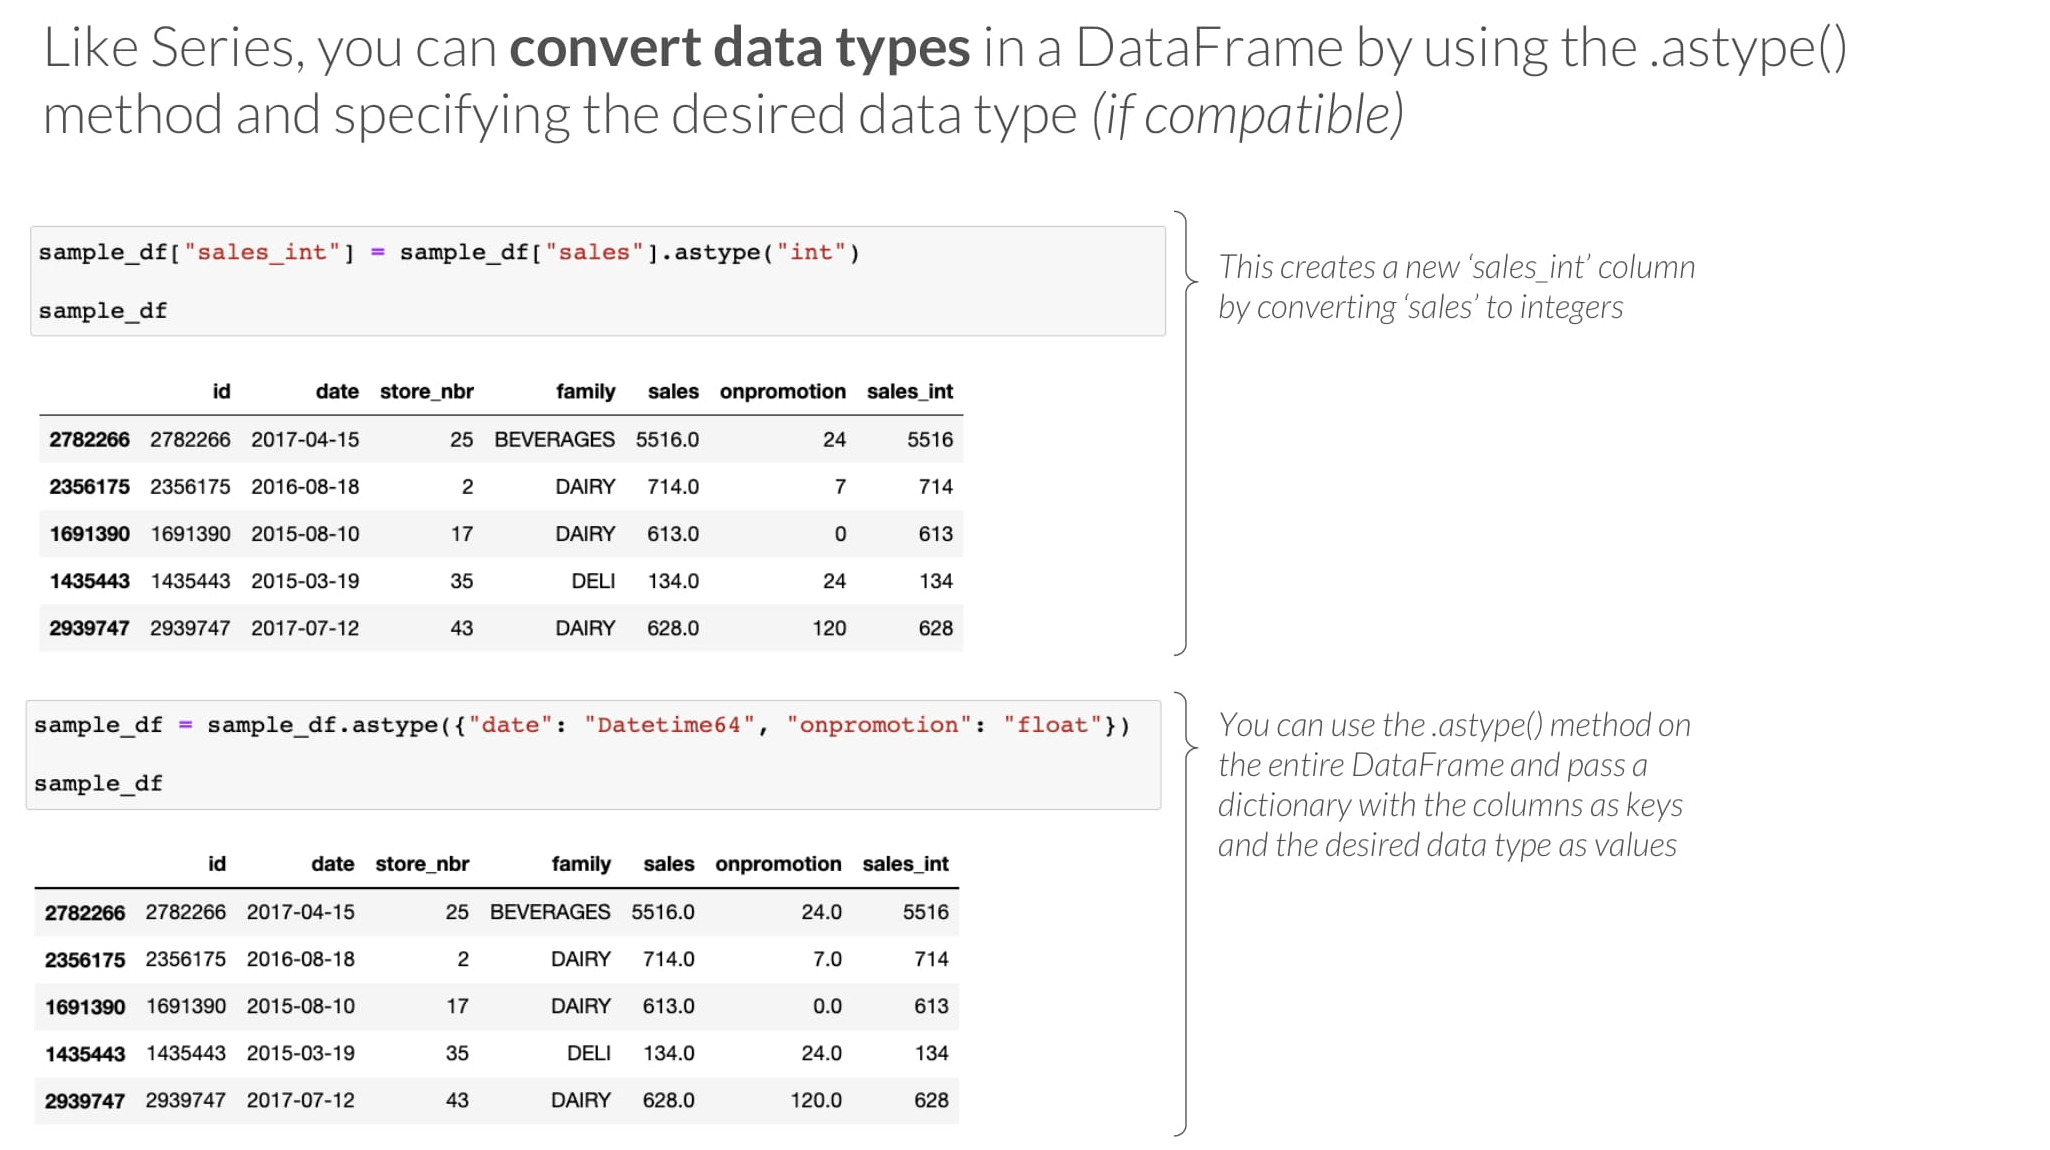 Like Series, you can convert data types in a DataFrame by using the .astype()
method and specifying the desired data type (if compatible)
sample_df["sales_int"] = sample_df["sales"].astype("int")
sample_df
This creates a new ‘sales_int’ column
by converting ‘sales’ to integers
id date store_nbr family sales onpromotion sales_int
2782266 2782266 2017-04-15 25 BEVERAGES 5516.0 24 5516
2356175 2356175 2016-08-18 2 DAIRY 714.0 7 714
1691390 1691390 2015-08-10 17 DAIRY 613.0 0 613
1435443 1435443 2015-03-19 35 DELI 134.0 24 134
2939747 2939747 2017-07-12 43 DAIRY 628.0 120 628
sample_df = sample_df.astype({"date": "Datetime64", "onpromotion": "float"})
sample_df
You can use the .astype() method on
the entire DataFrame and pass a
dictionary with the columns as keys
and the desired data type as values
id date store_nbr family sales onpromotion sales_int
2782266 2782266 2017-04-15 25 BEVERAGES 5516.0 24.0 5516
2356175 2356175 2016-08-18 2 DAIRY 714.0 7.0 714
1691390 1691390 2015-08-10 17 DAIRY 613.0 0.0 613
1435443 1435443 2015-03-19 35 DELI 134.0 24.0 134
2939747 2939747 2017-07-12 43 DAIRY 628.0 120.0 628